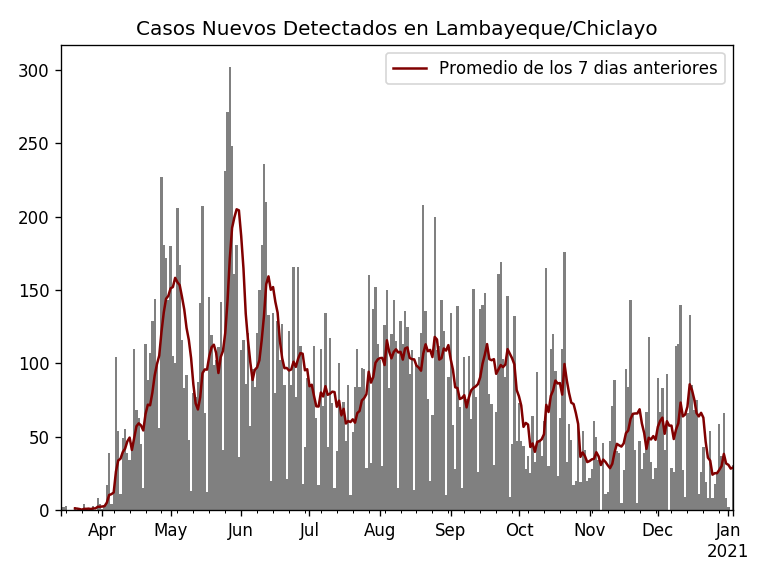 Casos Nuevos Detectados en Lambayeque/Chiclayo
Promedio de los 7 dias anteriores
300
250
200
150
100
50
0
Apr May Jun Jul Aug Sep Oct Nov Dec Jan
2021